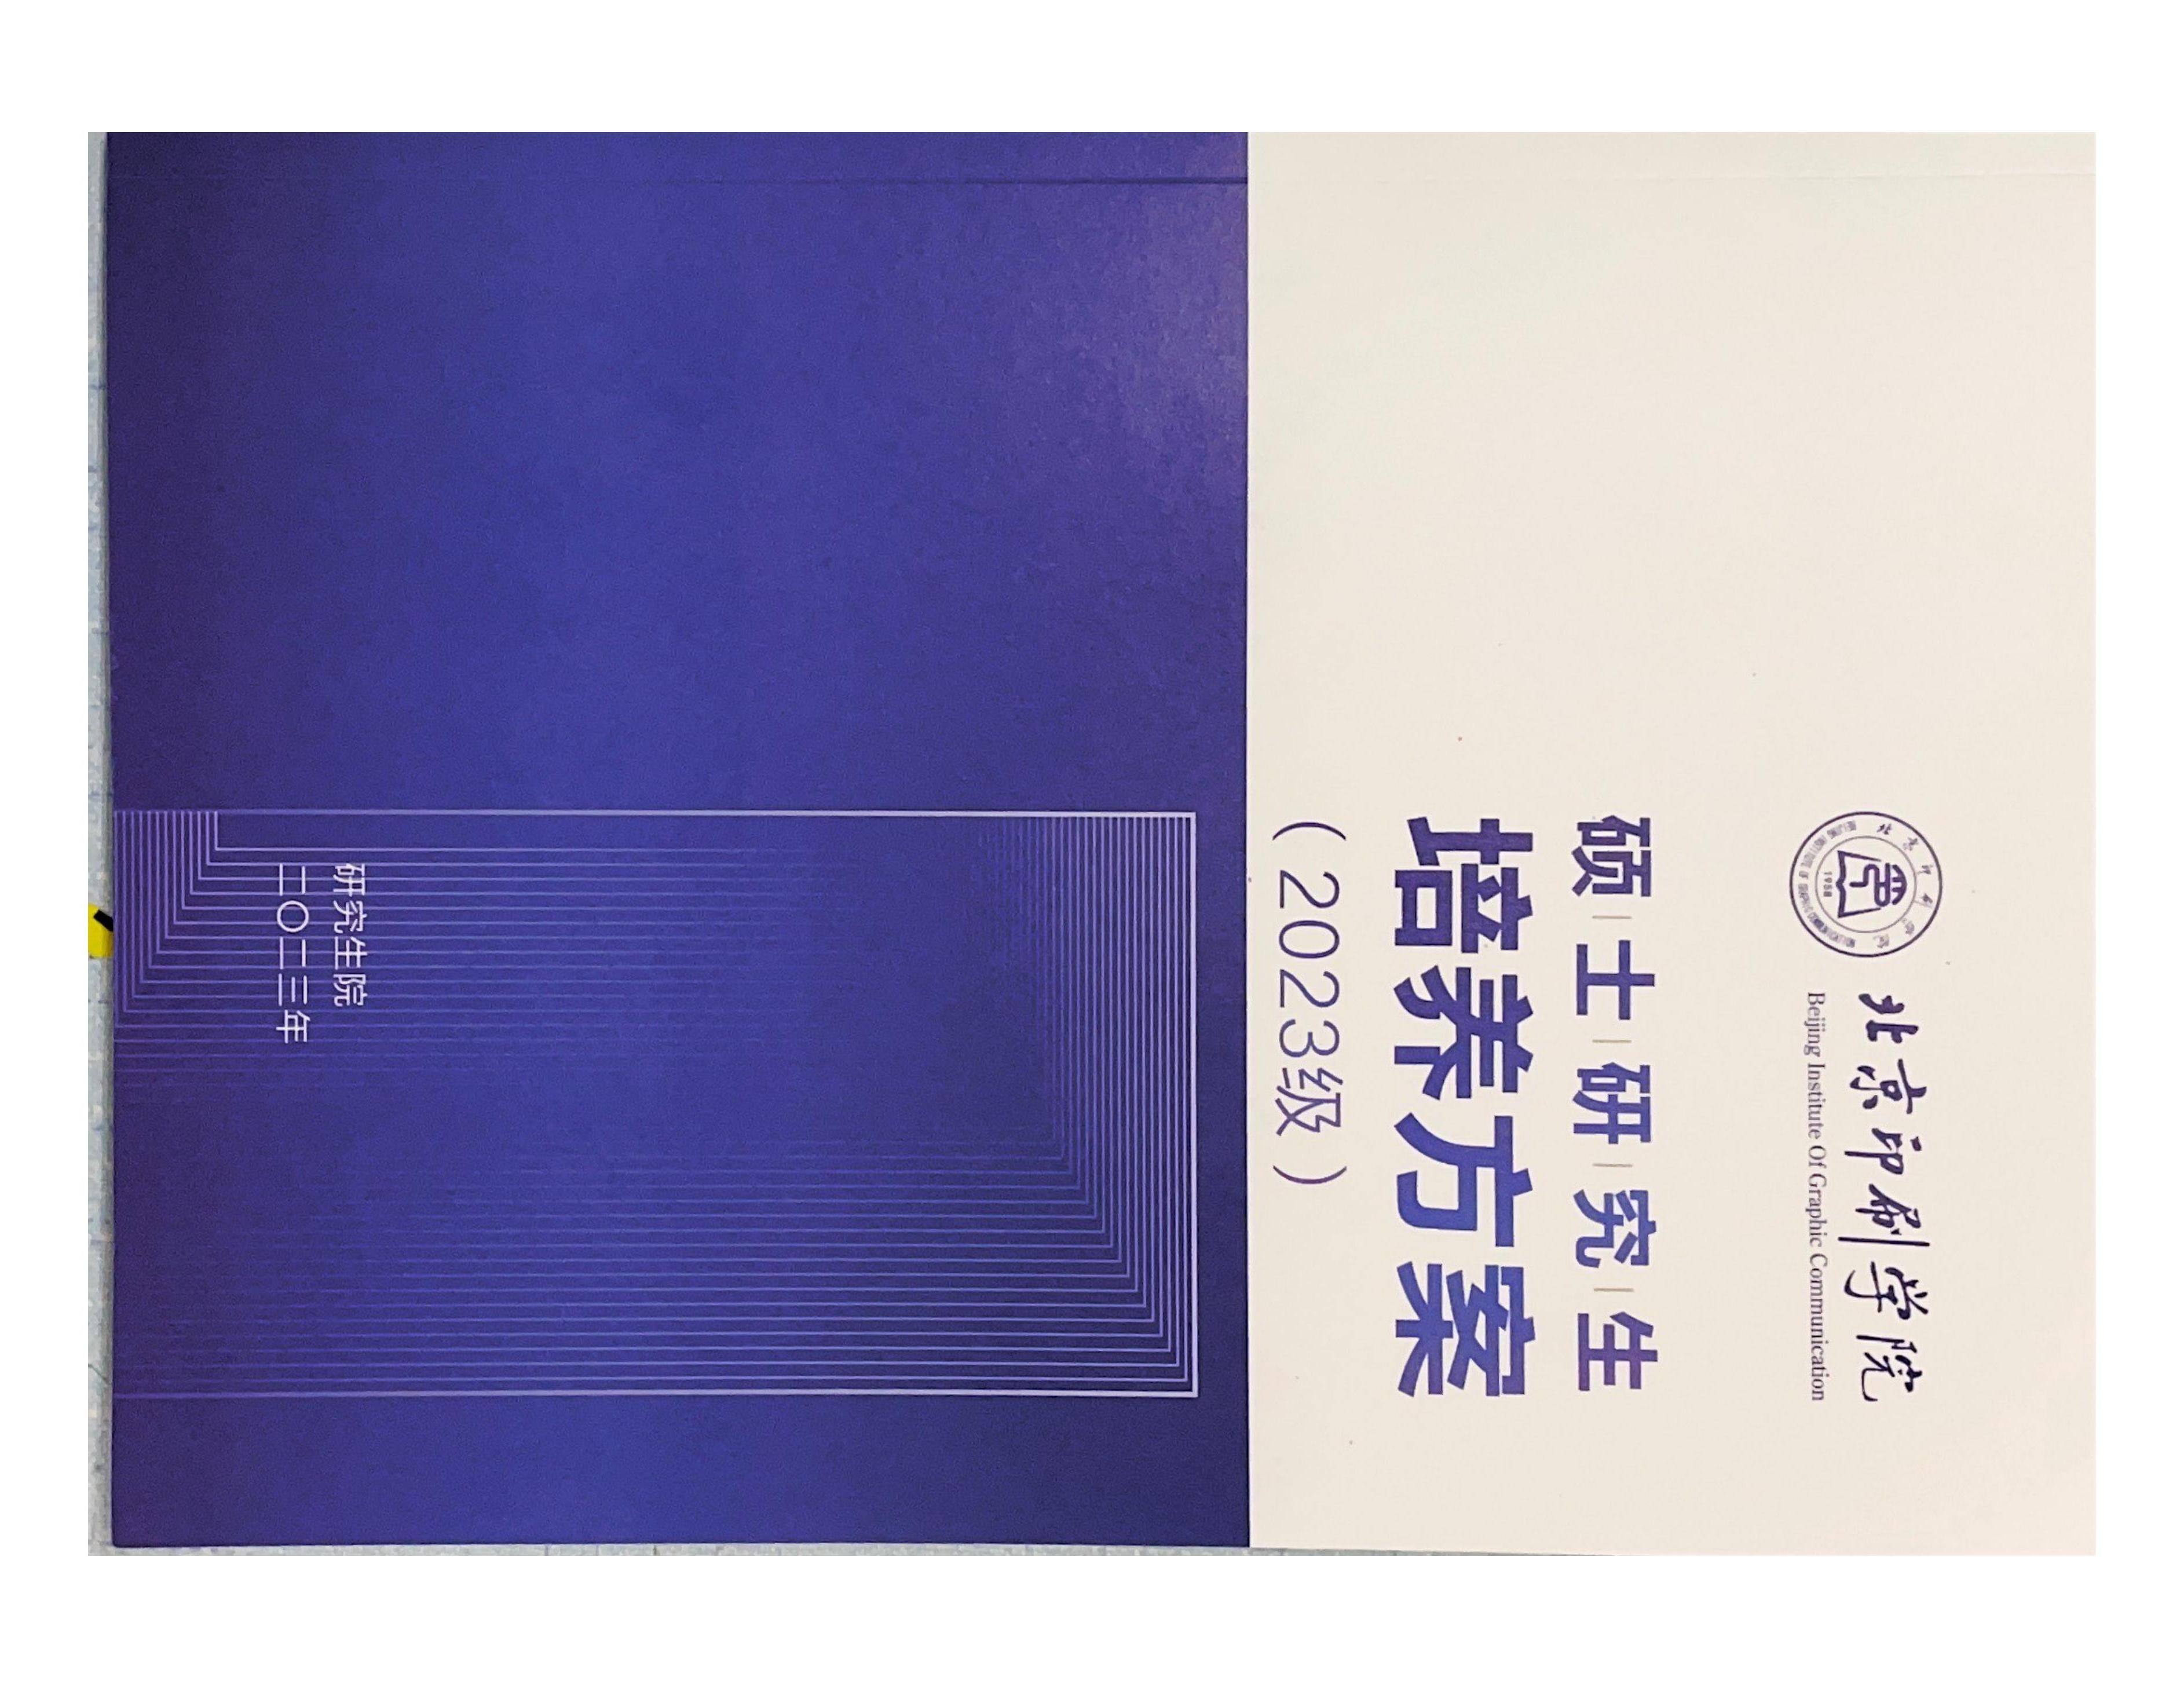 北京印刷学院
Beijing Institute Of Graphic Communication
1958
硕士研究生
培养方案
（2023级）
研究生院
二〇二三年